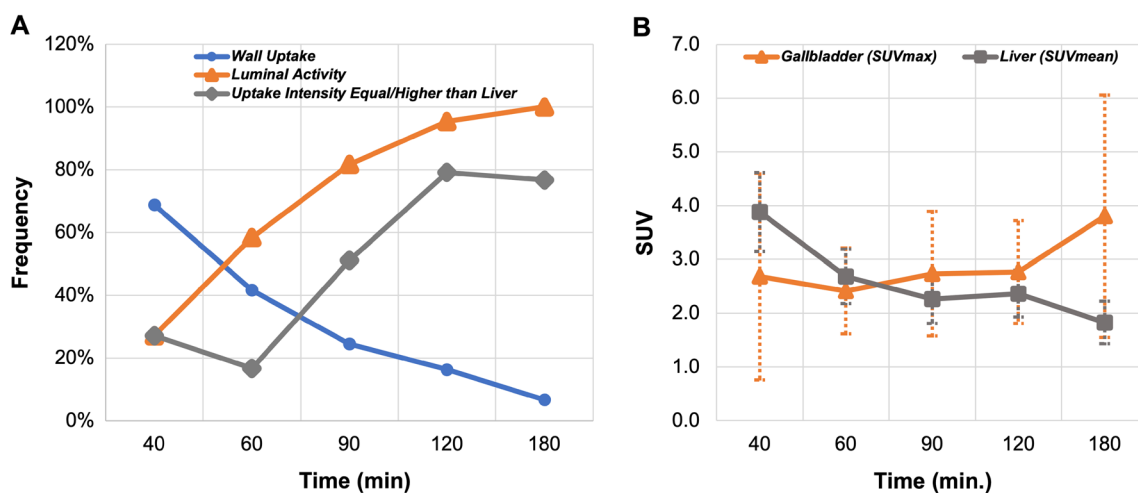 A
120%
100%
80%
60%
40%
20%
0%
Frequency
Wall Uptake
Luminal Activity
Uptake Intensity Equal/Higher than Liver
40 60 90 120 180
Time (min)
B
7.0
6.0
5.0
4.0
3.0
2.0
1.0
0.0
SUV
Gallbladder (SUVmax) Liver (SUVmean)
40 60 90 120 180
Time (min.)